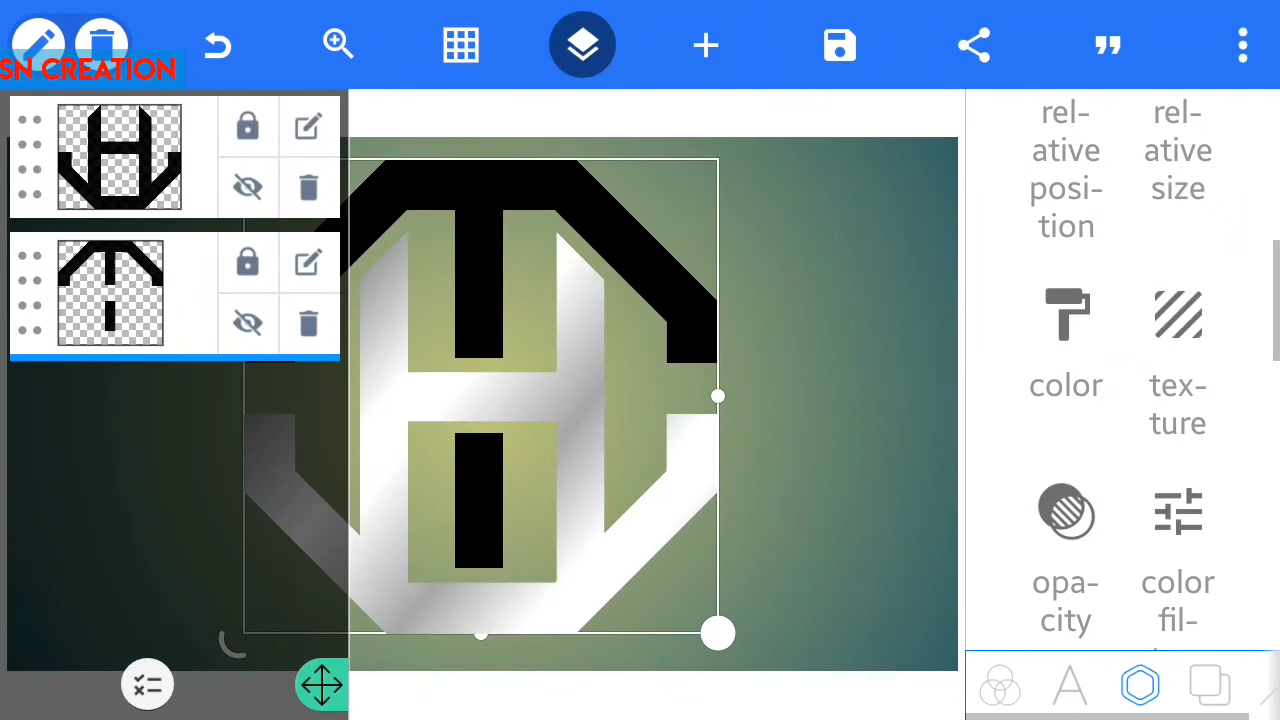 SN CREATION
rel-
ative
posi-
tion
rel-
ative
size
color
tex-
ture
opa-
city
color
fil-